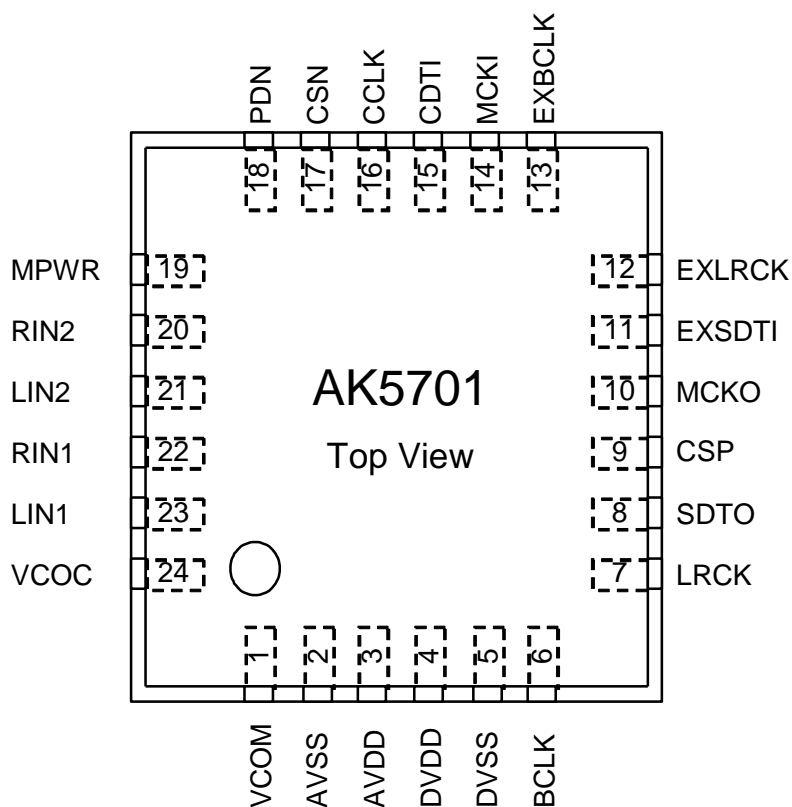 PDN
CSN
CCLK
CDTI
MCKI
EXBCLK
18
17
16
15
14
13
MPWR 19
RIN2 20
LIN2 21
RIN1 22
LIN1 23
VCOC 24
AK5701
Top View
12 EXLRCK
11 EXSDTI
10 MCKO
9 CSP
8 SDTO
7 LRCK
1
2
3
4
5
6
VCOM
AVSS
AVDD
DVDD
DVSS
BCLK